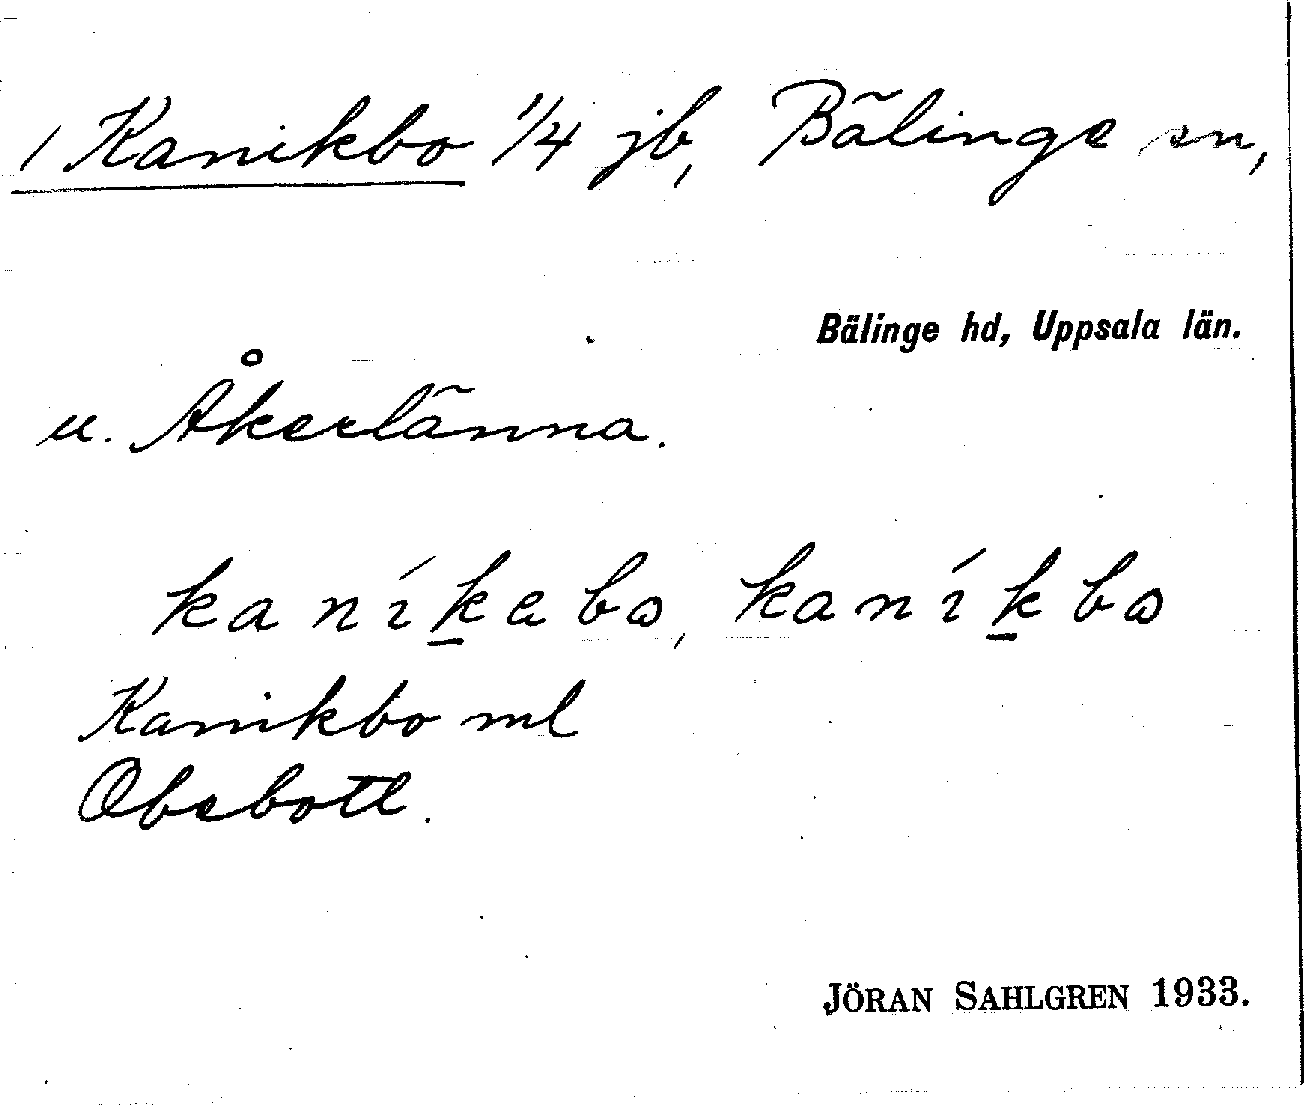 1 Kanikbo 1/4 jb, Bälinge sn,
Bälinge hd, Uppsala län.
u. Åkerlänna.
kaníkebo, kaníkbo
Kanikbo ml
Obebotl.
JÖRAN SAHLGREN 1933.